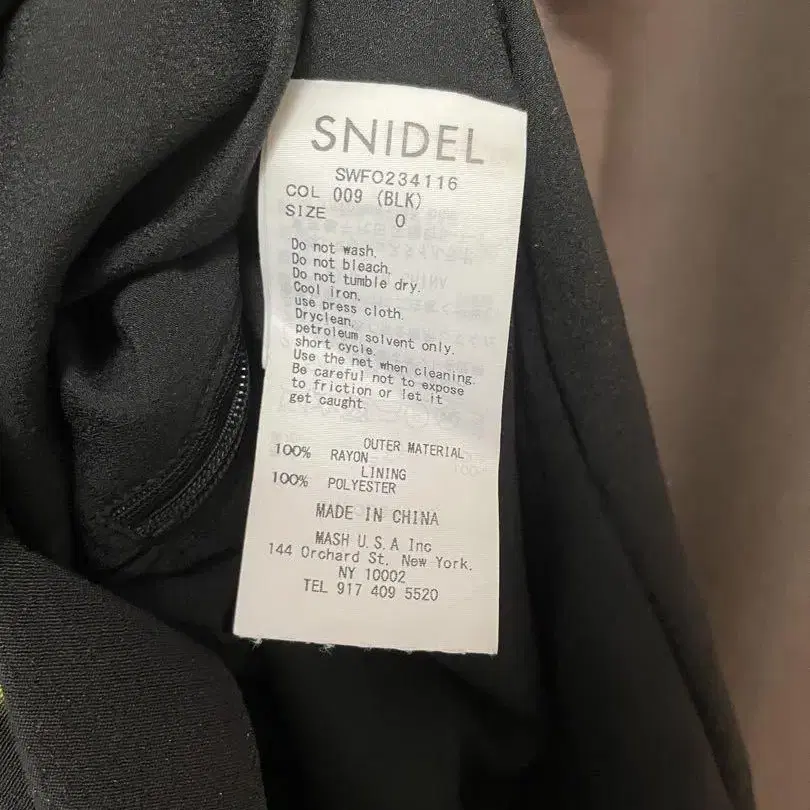 SNIDEL
SWFO234116
COL 009 (BLK)
SIZE 0
Do not wash.
Do not bleach.
Do not tumble dry.
Cool iron.
use press cloth.
Dryclean,
petroleum solvent only.
short cycle.
Use the net when cleaning.
Be careful not to expose
to friction or let it
get caught.
OUTER MATERIAL
100% RAYON
LINING
100% POLYESTER
MADE IN CHINA
MASH U.S.A Inc
144 Orchard St. New York.
NY 10002
TEL 917 409 5520